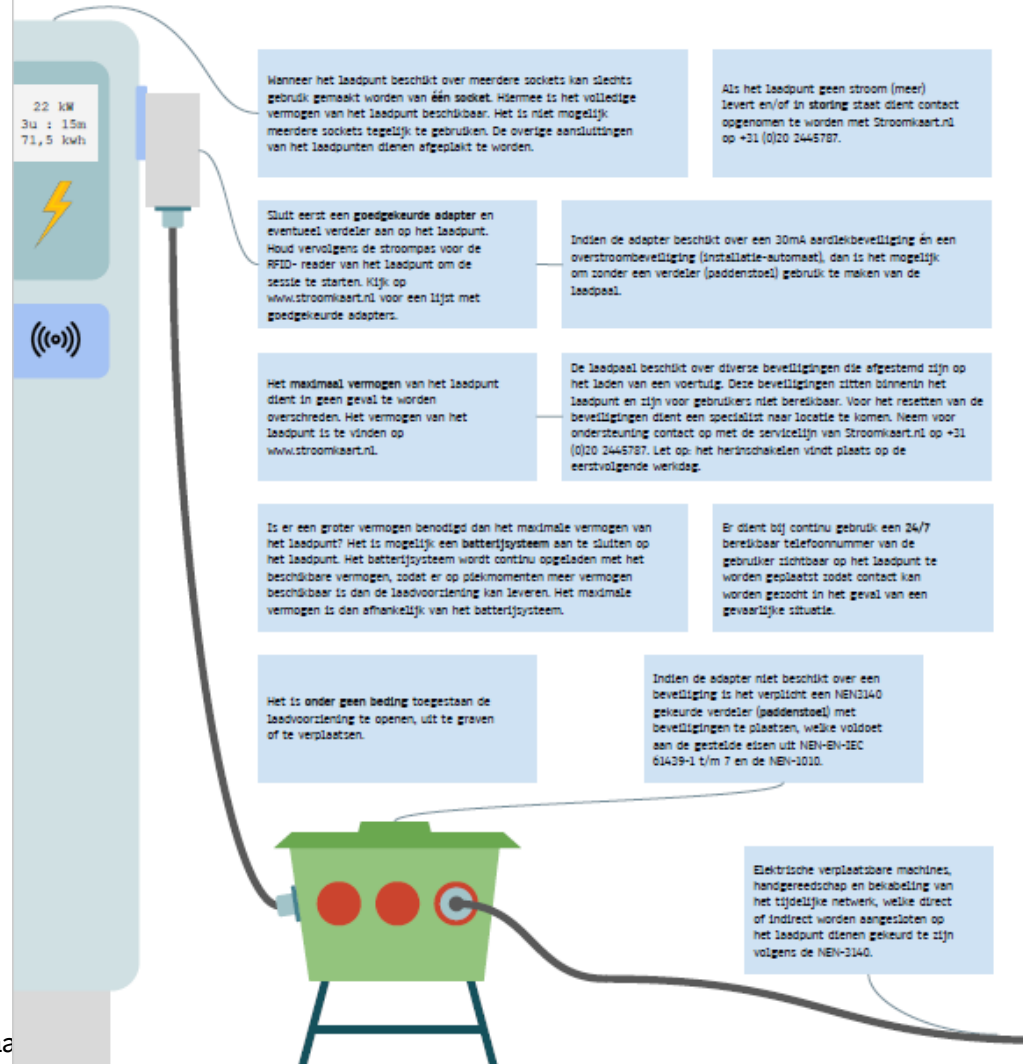 22 kW
3u : 15m
71,5 kwh
Wanneer het laadpunt beschikt over meerdere sockets kan slechts
gebruik gemaakt worden van één socket. Hiermee is het volledige
vermogen van het laadpunt beschikbaar. Het is niet mogelijk
meerdere sockets tegelijk te gebruiken. De overige aansluitingen
van het laadpunten dienen afgeplakt te worden.
Als het laadpunt geen stroom (meer)
levert en/of in storing staat dient contact
opgenomen te worden met Stroomkaart.nl
op +31 (0)20 2445787.
Sluit eerst een goedgekeurde adapter en
eventueel verdeler aan op het laadpunt.
Houd vervolgens de stroompas voor de
RFID- reader van het laadpunt om de
sessie te starten. Kijk op
www.stroomkaart.nl voor een lijst met
goedgekeurde adapters.
Indien de adapter beschikt over een 30mA aardlekbeveiliging én een
overstroombeveiliging (installatie-automaat), dan is het mogelijk
om zonder een verdeler (paddenstoel) gebruik te maken van de
laadpaal.
Het maximaal vermogen van het laadpunt
dient in geen geval te worden
overschreden. Het vermogen van het
laadpunt is te vinden op
www.stroomkaart.nl.
De laadpaal beschikt over diverse beveiligingen die afgestemd zijn op
het laden van een voertuig. Deze beveiligingen zitten binnenin het
laadpunt en zijn voor gebruikers niet bereikbaar. Voor het resetten van de
beveiligingen dient een specialist naar locatie te komen. Neem voor
ondersteuning contact op met de servicelijn van Stroomkaart.nl op +31
(0)20 2445787. Let op: het herinschakelen vindt plaats op de
eerstvolgende werkdag.
Is er een groter vermogen benodigd dan het maximale vermogen van
het laadpunt? Het is mogelijk een batterijsysteem aan te sluiten op
het laadpunt. Het batterijsysteem wordt continu opgeladen met het
beschikbare vermogen, zodat er op piekmomenten meer vermogen
beschikbaar is dan de laadvoorziening kan leveren. Het maximale
vermogen is dan afhankelijk van het batterijsysteem.
Er dient bij continu gebruik een 24/7
bereikbaar telefoonnummer van de
gebruiker zichtbaar op het laadpunt te
worden geplaatst zodat contact kan
worden gezocht in het geval van een
gevaarlijke situatie.
Het is onder geen beding toegestaan de
laadvoorziening te openen, uit te graven
of te verplaatsen.
Indien de adapter niet beschikt over een
beveiliging is het verplicht een NEN3140
gekeurde verdeler (paddenstoel) met
beveiligingen te plaatsen, welke voldoet
aan de gestelde eisen uit NEN-EN-IEC
61439-1 t/m 7 en de NEN-1010.
Elektrische verplaatsbare machines,
handgereedschap en bekabeling van
het tijdelijke netwerk, welke direct
of indirect worden aangesloten op
het laadpunt dienen gekeurd te zijn
volgens de NEN-3140.